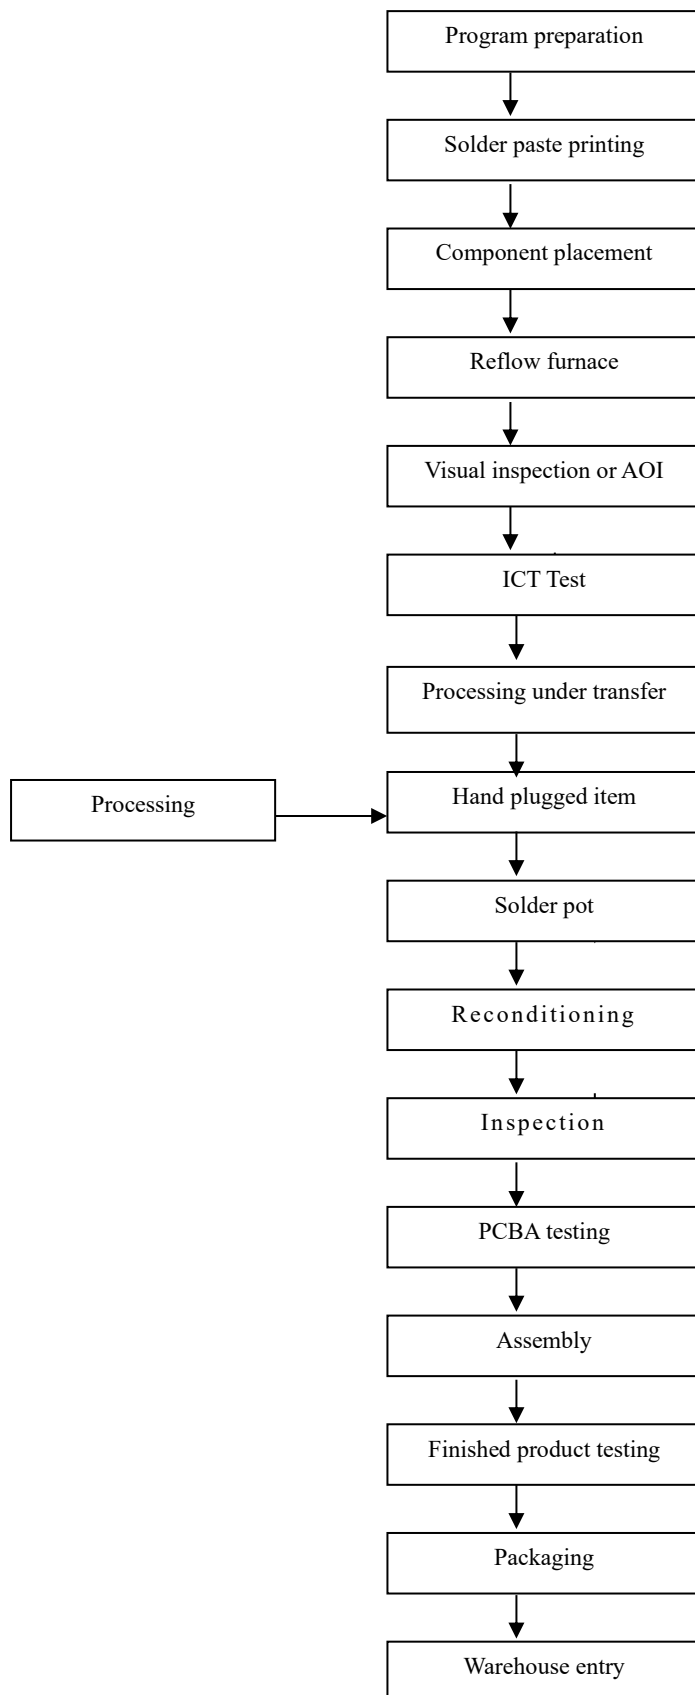 Program preparation
Solder paste printing
Component placement
Reflow furnace
Visual inspection or AOI
ICT Test
Processing under transfer
Processing
Hand plugged item
Solder pot
Reconditioning
Inspection
PCBA testing
Assembly
Finished product testing
Packaging
Warehouse entry